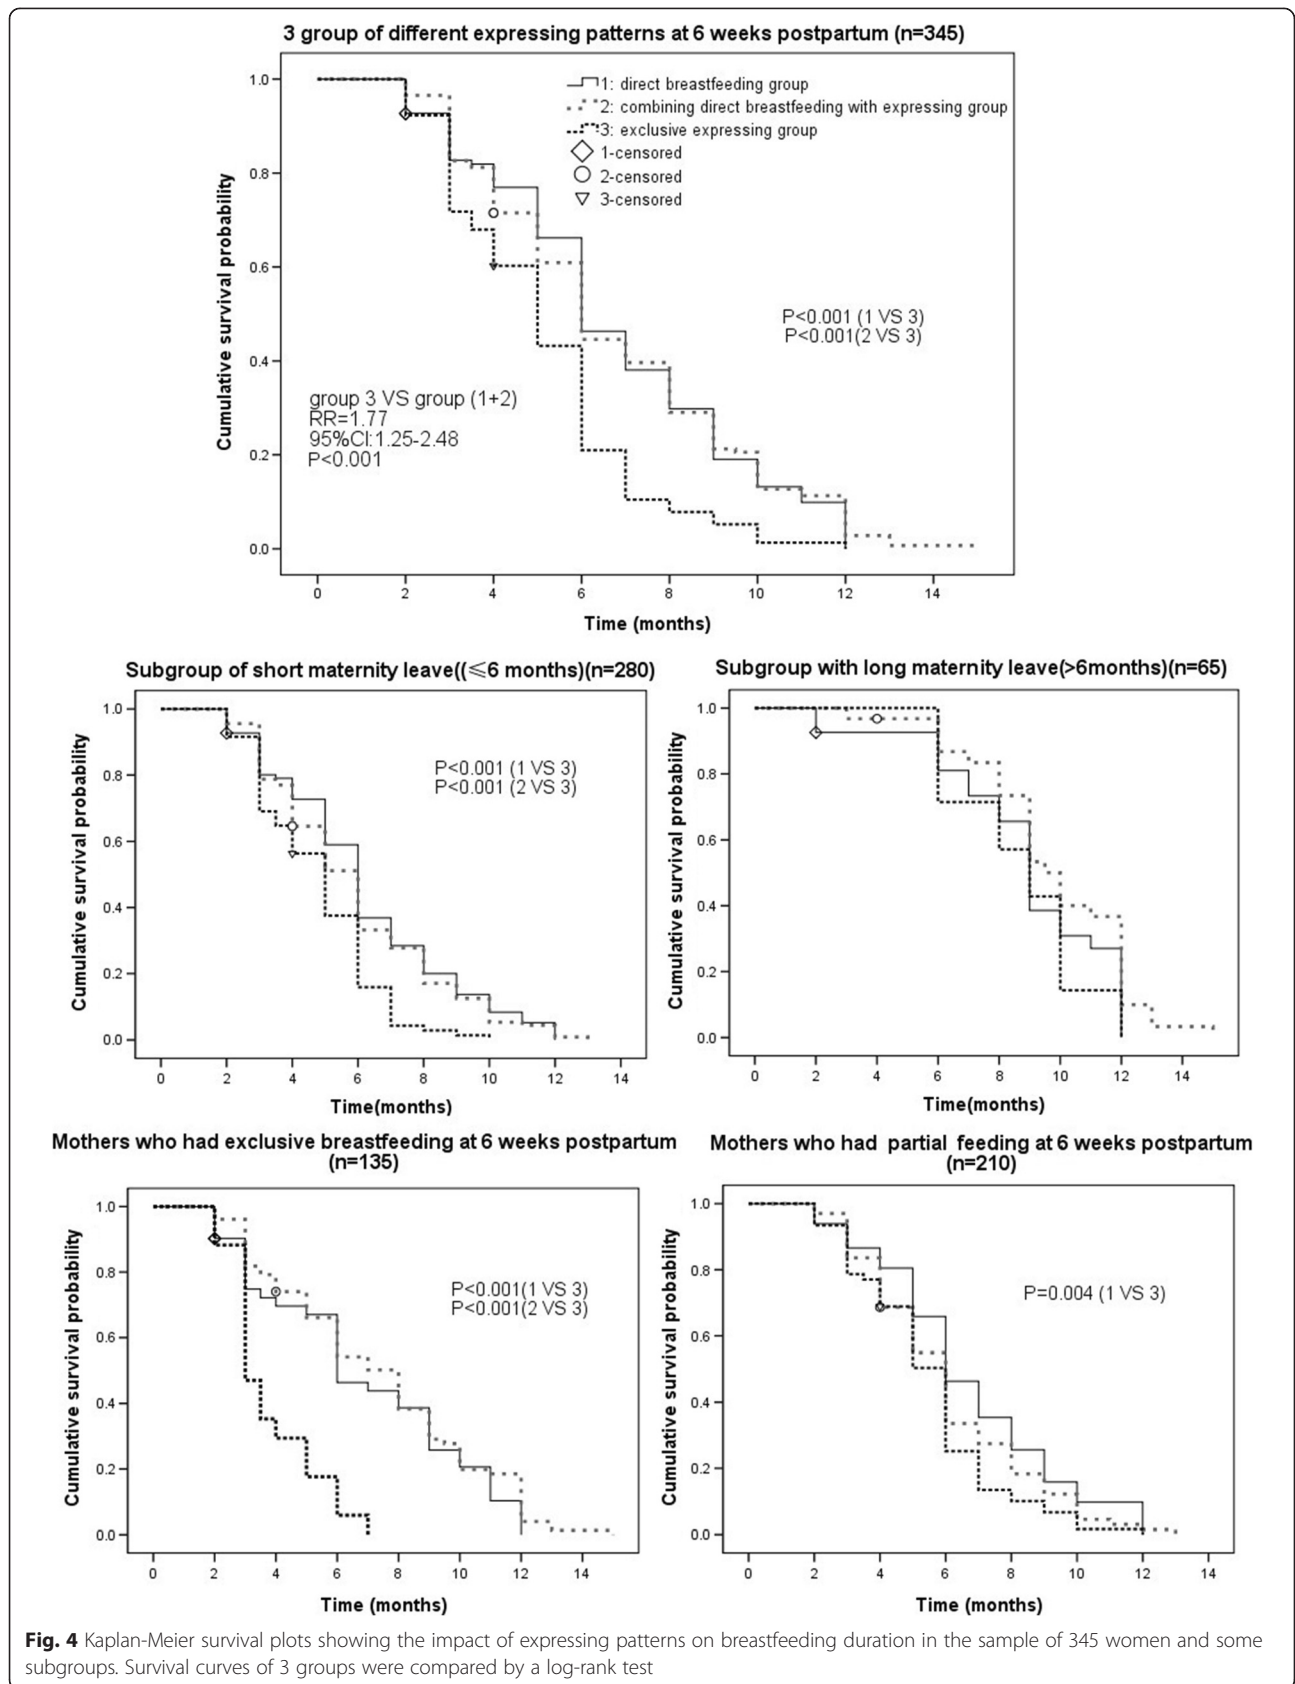 3 group of different expressing patterns at 6 weeks postpartum (n=345)
Cumulative survival probability
1.0
0.8
0.6
0.4
0.2
0.0
1: direct breastfeeding group
2: combining direct breastfeeding with expressing group
3: exclusive expressing group
1-censored
2-censored
3-censored
P<0.001 (1 VS 3)
P<0.001(2 VS 3)
group 3 VS group (1+2)
RR=1.77
95%CI:1.25-2.48
P<0.001
0 2 4 6 8 10 12 14
Time (months)
Subgroup of short maternity leave((≤6 months)(n=280)
Cumulative survival probability
1.0
0.8
0.6
0.4
0.2
0.0
P<0.001 (1 VS 3)
P<0.001 (2 VS 3)
0 2 4 6 8 10 12 14
Time(months)
Subgroup with long maternity leave(>6months)(n=65)
Cumulative survival probability
1.0
0.8
0.6
0.4
0.2
0.0
0 2 4 6 8 10 12 14
Time(months)
Mothers who had exclusive breastfeeding at 6 weeks postpartum
(n=135)
Cumulative survival probability
1.0
0.8
0.6
0.4
0.2
0.0
P<0.001(1 VS 3)
P<0.001(2 VS 3)
0 2 4 6 8 10 12 14
Time (months)
Mothers who had partial feeding at 6 weeks postpartum
(n=210)
Cumulative survival probability
1.0
0.8
0.6
0.4
0.2
0.0
P=0.004 (1 VS 3)
0 2 4 6 8 10 12 14
Time (months)
Fig. 4 Kaplan-Meier survival plots showing the impact of expressing patterns on breastfeeding duration in the sample of 345 women and some
subgroups. Survival curves of 3 groups were compared by a log-rank test